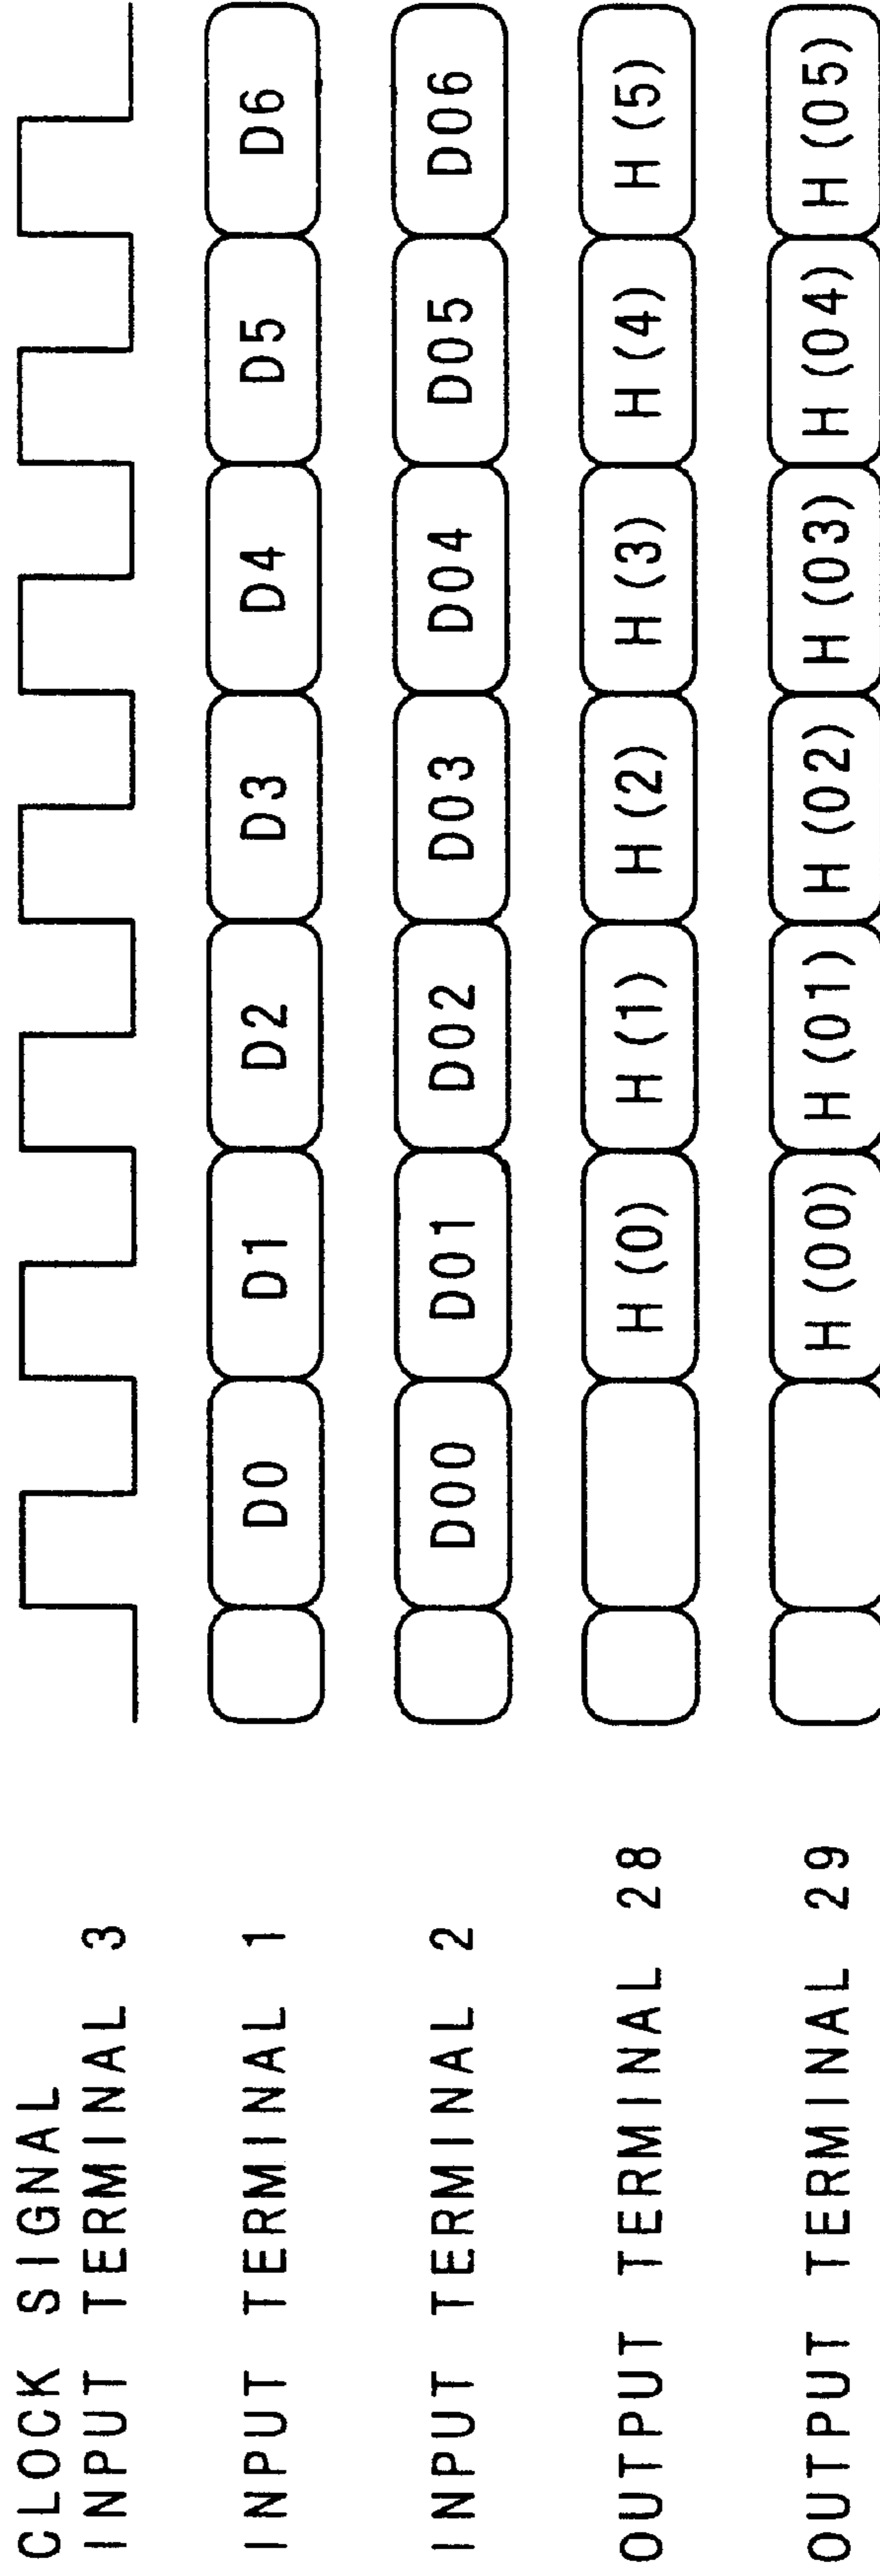 CLOCK SIGNAL
INPUT TERMINAL 3
INPUT TERMINAL 1 D0 D1 D2 D3 D4 D5 D6
INPUT TERMINAL 2 D00 D01 D02 D03 D04 D05 D06
OUTPUT TERMINAL 28 H(0) H(1) H(2) H(3) H(4) H(5)
OUTPUT TERMINAL 29 H(00) H(01) H(02) H(03) H(04) H(05)